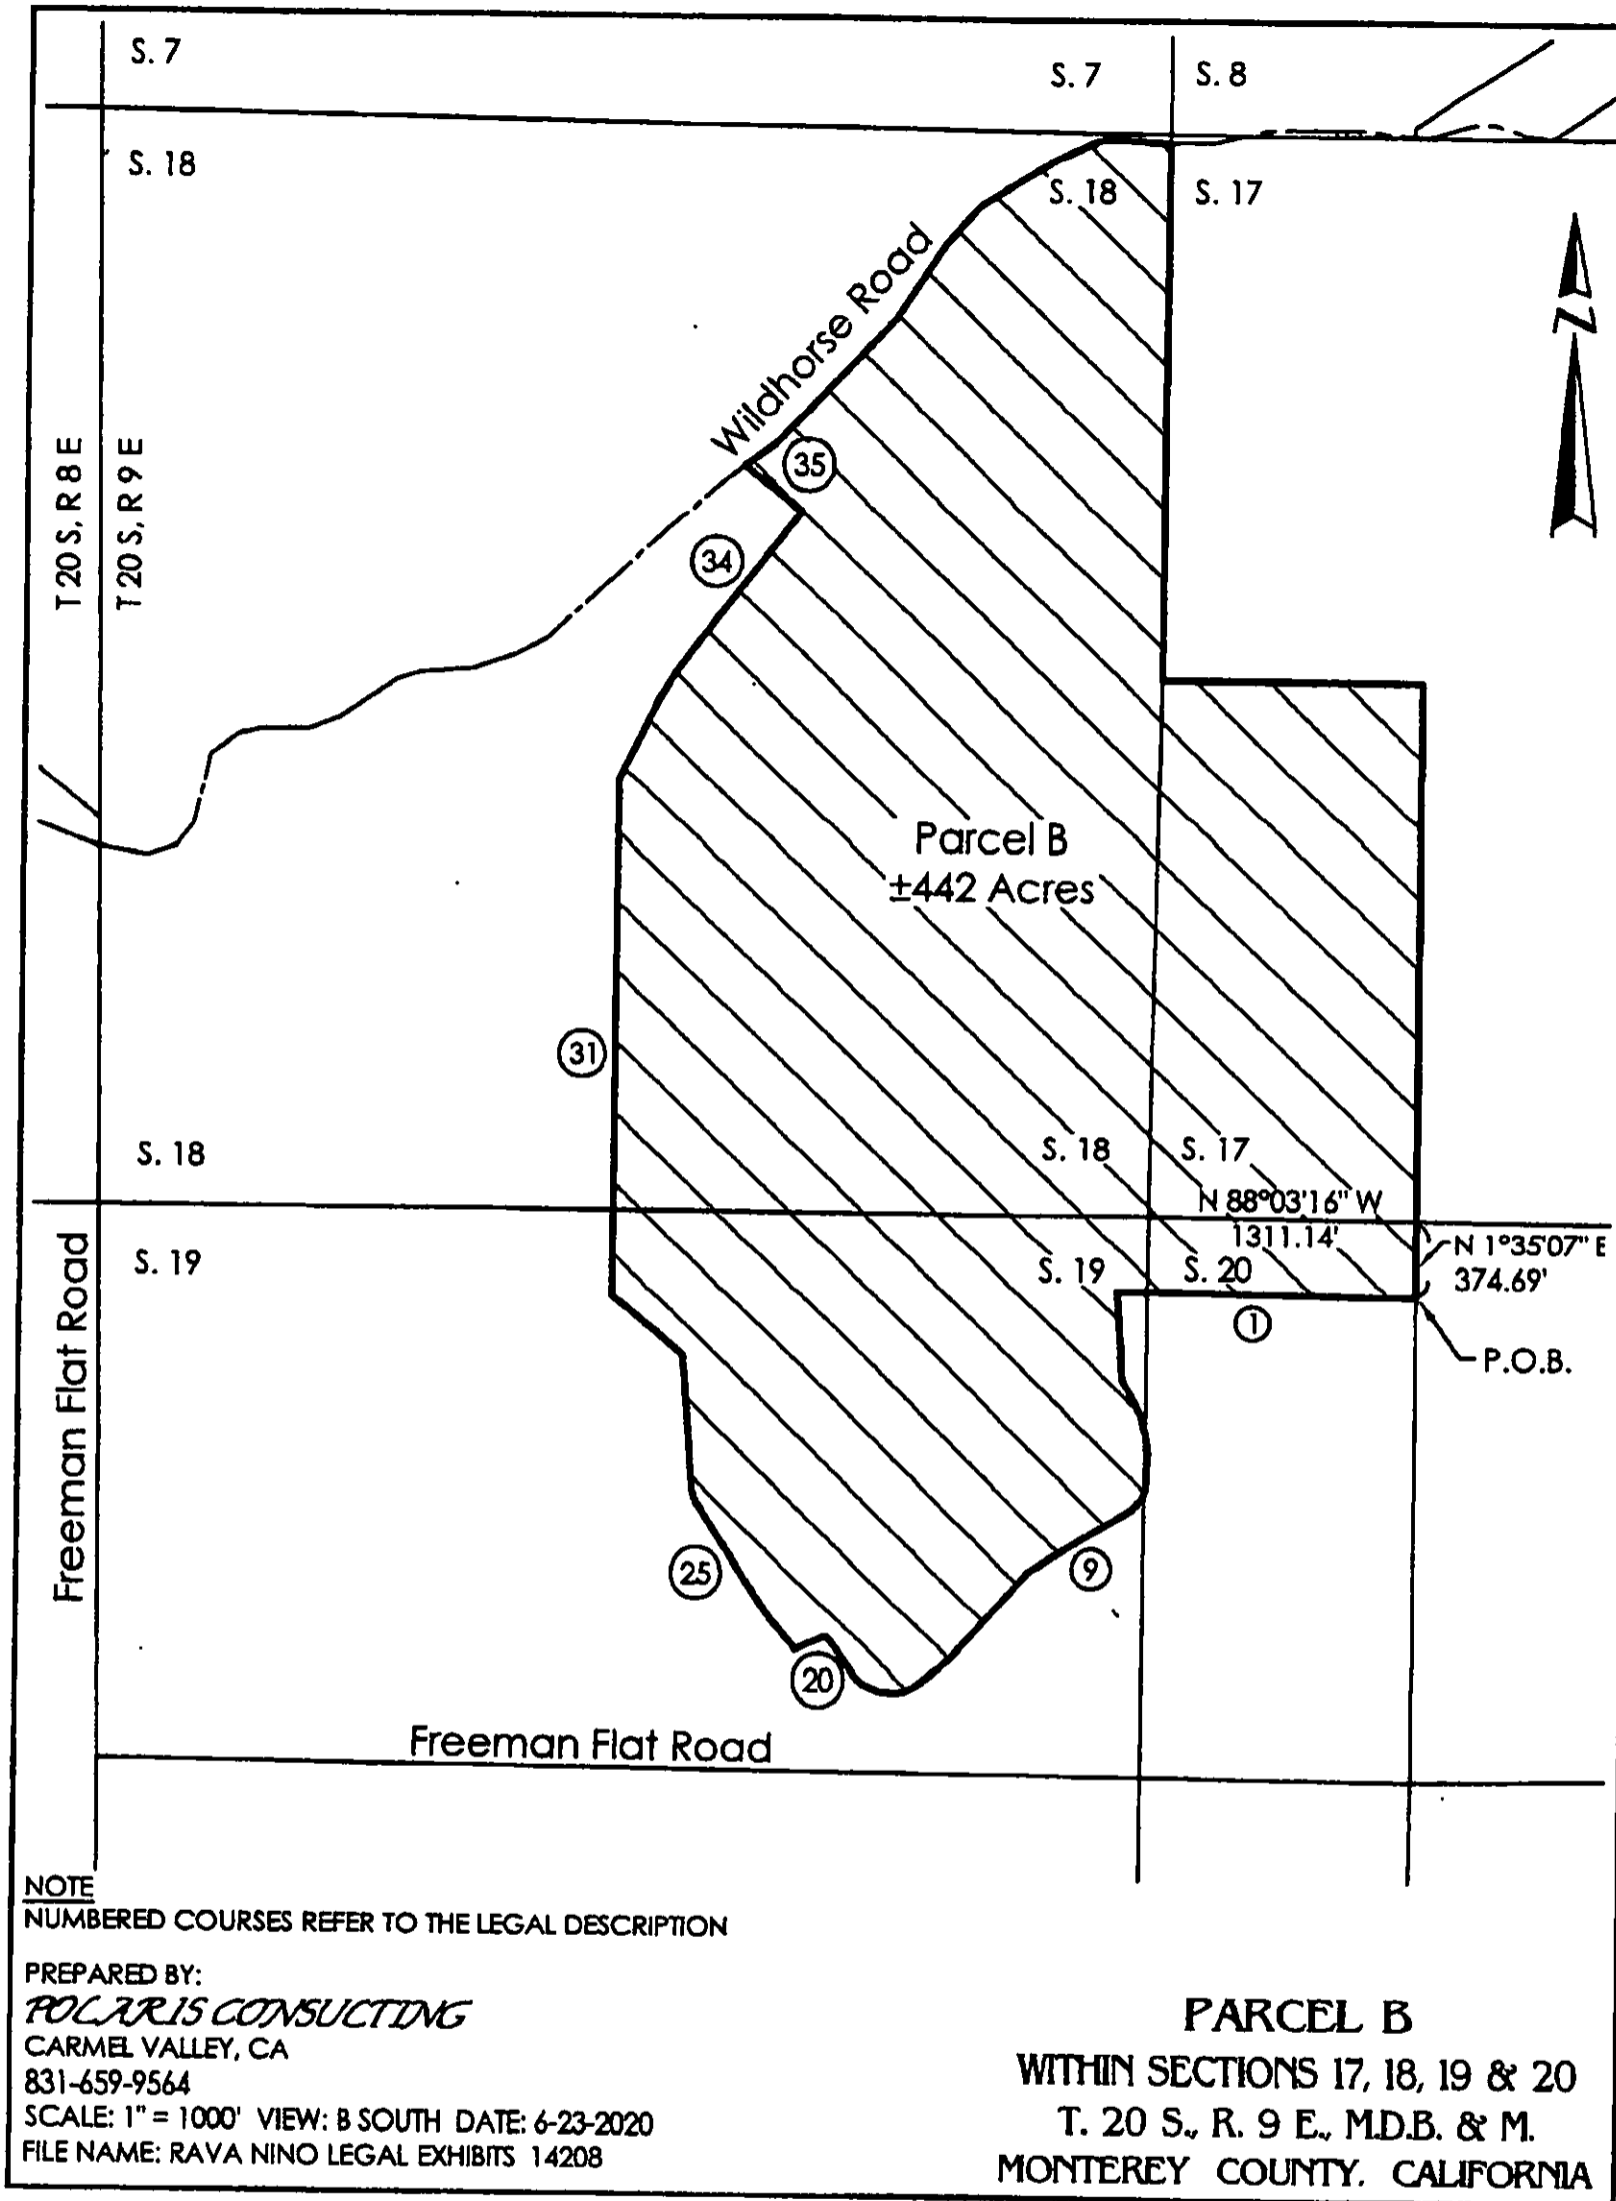 S. 7
S. 7
S. 8
S. 18
S. 18
S. 17
Wildhorse Road
N
35
34
T 20 S, R 8 E
T 20 S, R 9 E
Parcel B
±442 Acres
31
S. 18
S. 18
S. 17
N 88°03'16" W
1311.14'
N 1°35'07" E
374.69'
S. 19
S. 19
S. 20
1
P.O.B.
Freeman Flat Road
25
9
20
Freeman Flat Road
NOTE
NUMBERED COURSES REFER TO THE LEGAL DESCRIPTION
PREPARED BY:
POLARIS CONSULTING
CARMEL VALLEY, CA
831-659-9564
SCALE: 1" = 1000' VIEW: B SOUTH DATE: 6-23-2020
FILE NAME: RAVA NINO LEGAL EXHIBITS 14208
PARCEL B
WITHIN SECTIONS 17, 18, 19 & 20
T. 20 S., R. 9 E., M.D.B. & M.
MONTEREY COUNTY. CALIFORNIA